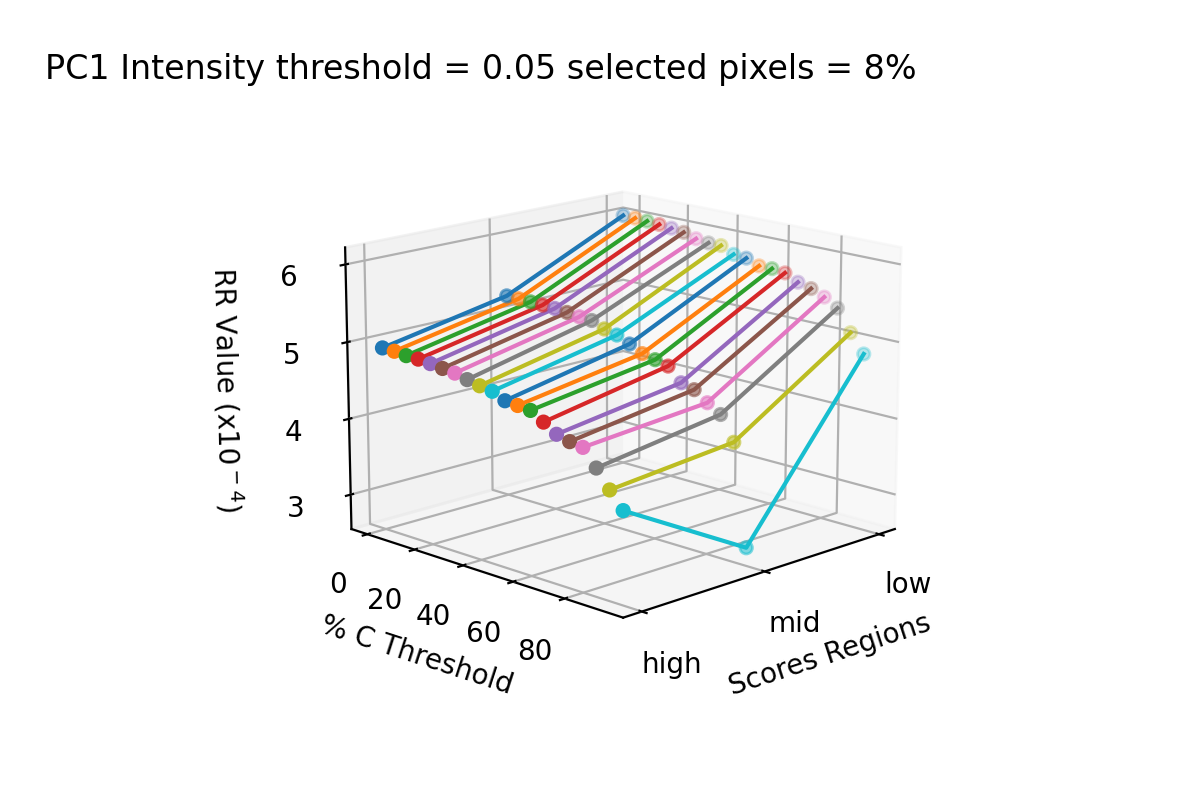 PC1 Intensity threshold = 0.05 selected pixels = 8%
RR Value (x10⁻⁴)
6
5
4
3
0
20
40
60
80
% C Threshold
high
mid
low
Scores Regions